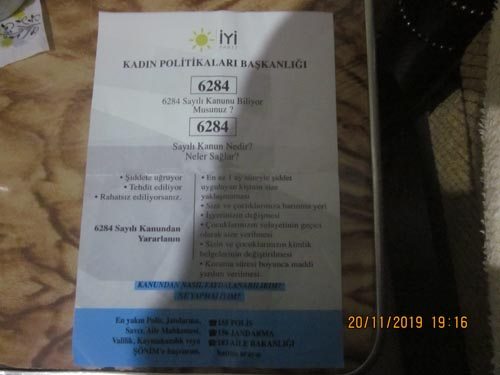 İYİ
PARTİ
KADIN POLİTİKALARI BAŞKANLIĞI
6284
6284 Sayılı Kanunu Biliyor
Musunuz ?
6284
Sayılı Kanun Nedir?
Neler Sağlar?
• Şiddete uğruyor
• Tehdit ediliyor
• Rahatsız ediliyorsanız.
6284 Sayılı Kanundan
Yararlanın
• En az 1 ay süreyle şiddet
uygulayan kişinin size
yaklaşmaması
• Size ve çocuklarınıza barınma yeri
• İşyerinizin değişmesi
• Çocuklarınızın velayetinin geçici
olarak size verilmesi
• Sizin ve çocuklarınızın kimlik
belgelerinin değiştirilmesi
• Koruma süresi boyunca maddi
yardım verilmesi.
KANUNDAN NASIL FAYDALANABİLİRİM?
NE YAPMALIYIM?
En yakın Polis, Jandarma,
Savcı, Aile Mahkemesi,
Valilik, Kaymakamlık veya
ŞÖNİM'e başvurun.
☎155 POLİS
☎156 JANDARMA
☎183 AİLE BAKANLIĞI
hattını arayın
20/11/2019 19:16